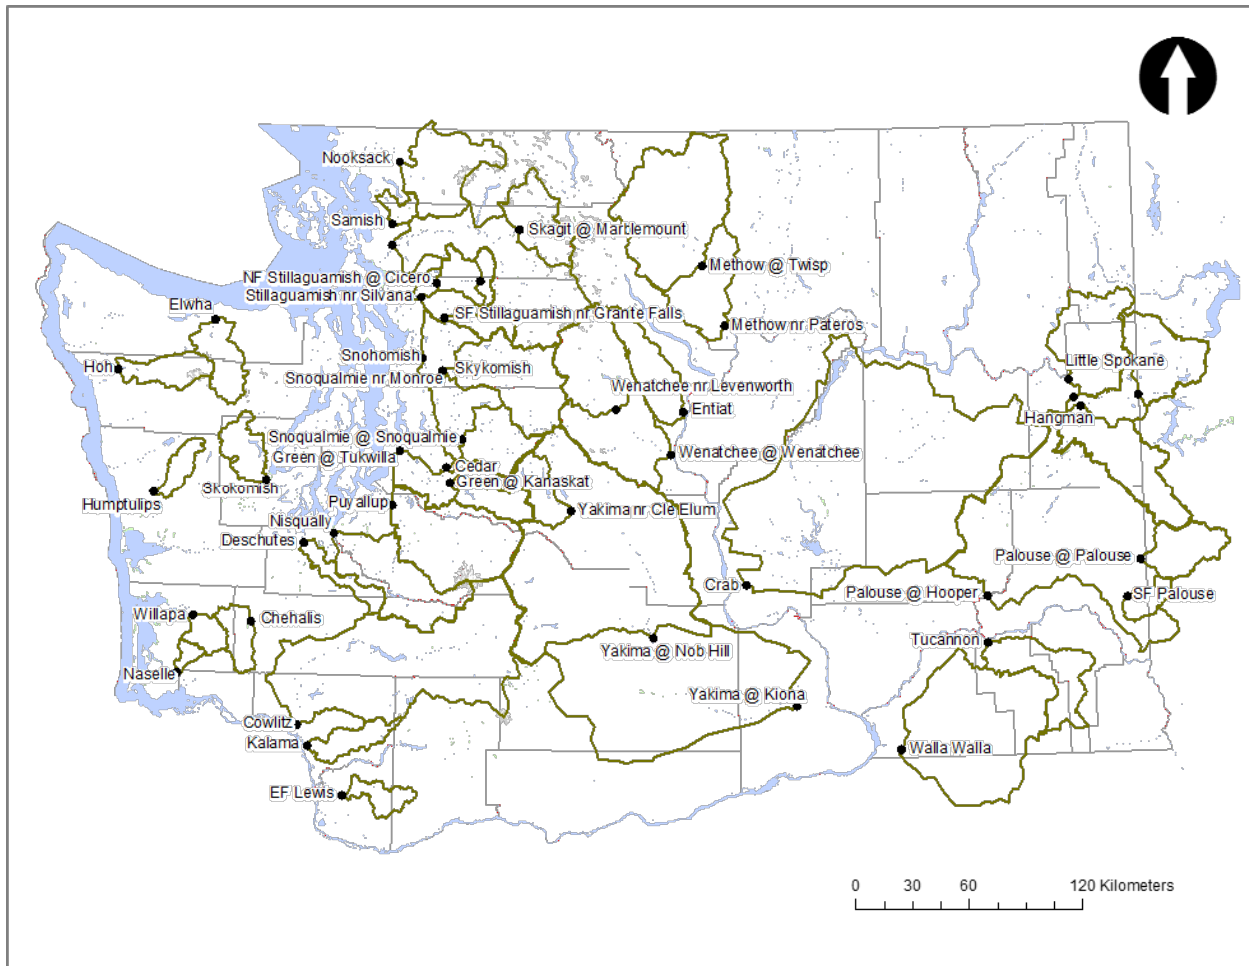 Nooksack
Samish
Skagit @ Marblemount
NF Stillaguamish @ Cicero
Methow @ Twisp
Stillaguamish nr Silvana
Elwha
SF Stillaguamish nr Granite Falls
Methow nr Pateros
Snohomish
Hoh
Skykomish
Little Spokane
Snoqualmie nr Monroe
Wenatchee nr Levenworth
Entiat
Hangman
Snoqualmie @ Snoqualmie
Green @ Tukwilla
Wenatchee @ Wenatchee
Cedar
Green @ Kanaskat
Skokomish
Humptulips
Puyallup
Yakima nr Cle Elum
Nisqually
Deschutes
Palouse @ Palouse
Crab
Palouse @ Hooper
SF Palouse
Willapa
Chehalis
Tucannon
Yakima @ Nob Hill
Naselle
Yakima @ Kiona
Cowlitz
Kalama
Walla Walla
EF Lewis
0 30 60 120 Kilometers